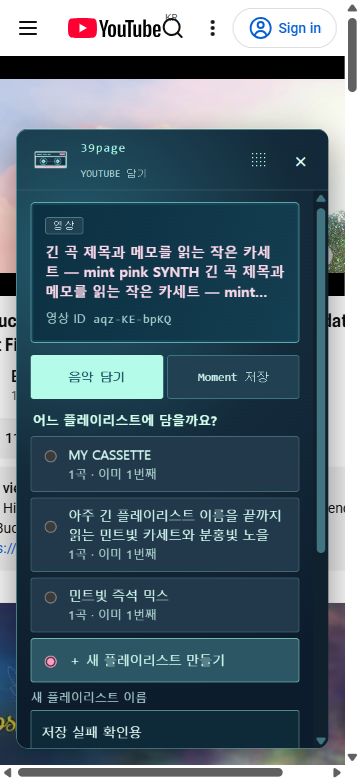 YouTube
KR
Sign in
39page
YOUTUBE 담기
영상
긴 곡 제목과 메모를 읽는 작은 카세
트 — mint pink SYNTH 긴 곡 제목과
메모를 읽는 작은 카세트 — mint...
영상 ID aqz-KE-bpKQ
음악 담기
Moment 저장
어느 플레이리스트에 담을까요?
MY CASSETTE
1곡 · 이미 1번째
아주 긴 플레이리스트 이름을 끝까지
읽는 민트빛 카세트와 분홍빛 노을
1곡 · 이미 1번째
민트빛 즉석 믹스
1곡 · 이미 1번째
+ 새 플레이리스트 만들기
새 플레이리스트 이름
저장 실패 확인용